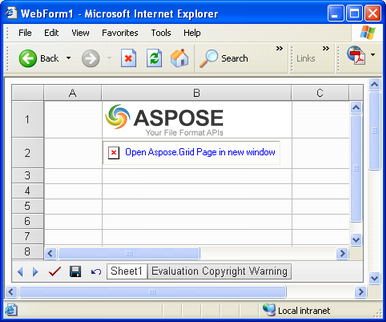 WebForm1 - Microsoft Internet Explorer
File Edit View Favorites Tools Help
Back Search Links
A B C
1 ASPOSE
Your File Format APIs
2 Open Aspose.Grid Page in new window
3
4
5
6
7
8
Sheet1 Evaluation Copyright Warning
Local intranet